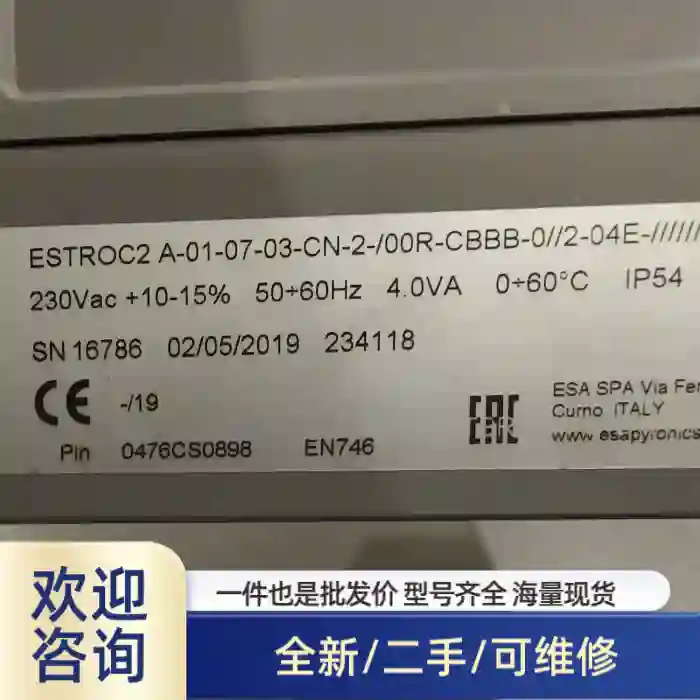 ESTROC2 A-01-07-03-CN-2-/00R-CBBB-0//2-04E-///////
230Vac +10-15% 50÷60Hz 4.0VA 0÷60°C IP54
SN 16786 02/05/2019 234118
CE -/19
EAC
ESA SPA Via
Curno ITALY
www esapyronics
Pin 0476CS0898 EN746
欢迎
咨询
一件也是批发价 型号齐全 海量现货
全新/二手/可维修